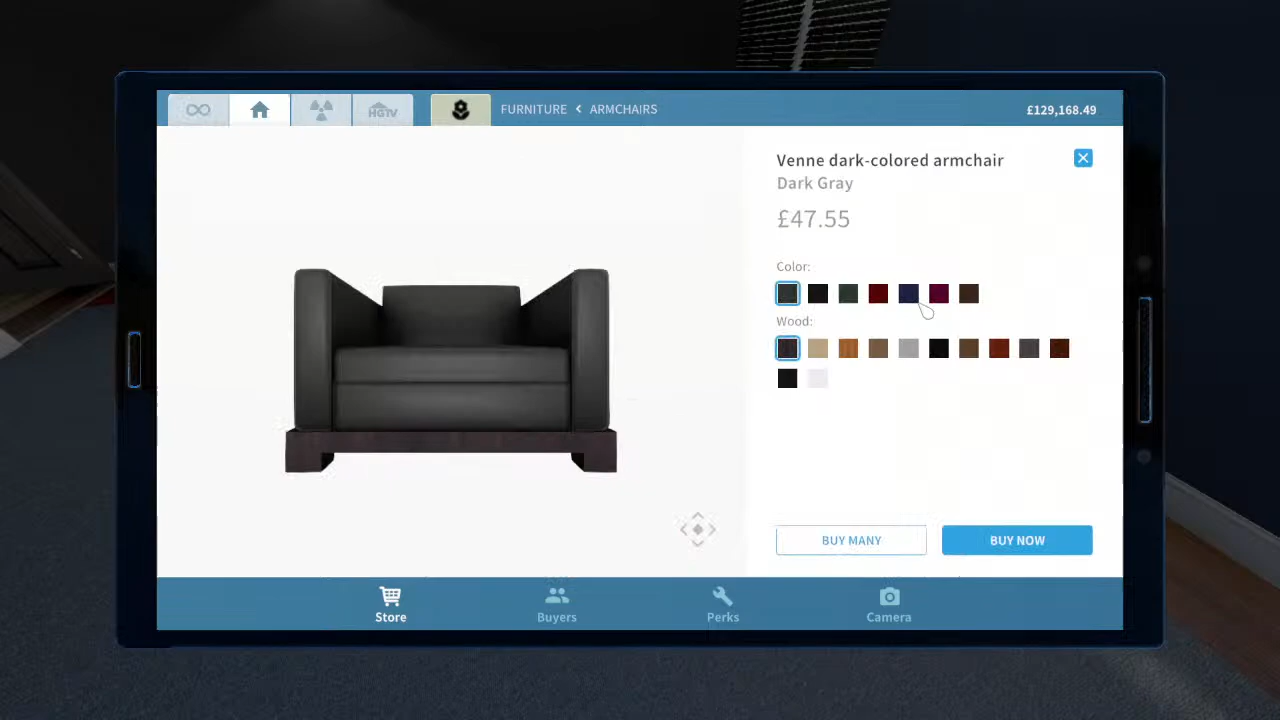 HGTV
FURNITURE < ARMCHAIRS
£129,168.49
Venne dark-colored armchair
Dark Gray
£47.55
Color:
Wood:
BUY MANY
BUY NOW
Store
Buyers
Perks
Camera